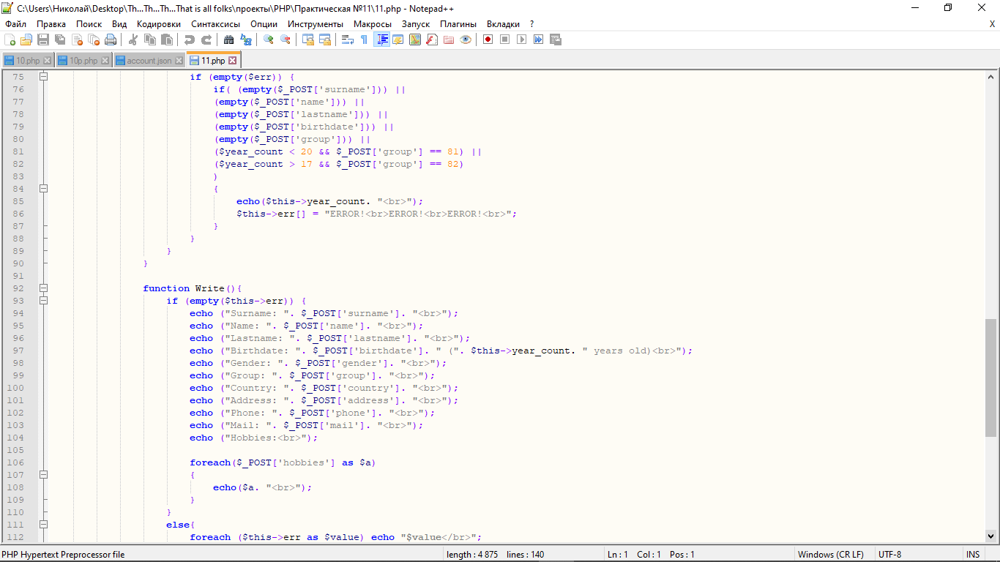 C:\Users\Николай\Desktop\Th...Th...Th...That is all folks\проекты\PHP\Практическая №11\11.php - Notepad++
Файл Правка Поиск Вид Кодировки Синтаксисы Опции Инструменты Макросы Запуск Плагины Вкладки ? X
10.php 10p.php account.json 11.php
75 if (empty($err)) {
76 if( (empty($_POST['surname'])) ||
77 (empty($_POST['name'])) ||
78 (empty($_POST['lastname'])) ||
79 (empty($_POST['birthdate'])) ||
80 (empty($_POST['group'])) ||
81 ($year_count < 20 && $_POST['group'] == 81) ||
82 ($year_count > 17 && $_POST['group'] == 82)
83 )
84 {
85 echo($this->year_count. "<br>");
86 $this->err[] = "ERROR!<br>ERROR!<br>ERROR!<br>";
87 }
88 }
89 }
90 }
91
92 function Write(){
93 if (empty($this->err)) {
94 echo ("Surname: ". $_POST['surname']. "<br>");
95 echo ("Name: ". $_POST['name']. "<br>");
96 echo ("Lastname: ". $_POST['lastname']. "<br>");
97 echo ("Birthdate: ". $_POST['birthdate']. " (". $this->year_count. " years old)<br>");
98 echo ("Gender: ". $_POST['gender']. "<br>");
99 echo ("Group: ". $_POST['group']. "<br>");
100 echo ("Country: ". $_POST['country']. "<br>");
101 echo ("Address: ". $_POST['address']. "<br>");
102 echo ("Phone: ". $_POST['phone']. "<br>");
103 echo ("Mail: ". $_POST['mail']. "<br>");
104 echo ("Hobbies:<br>");
105
106 foreach($_POST['hobbies'] as $a)
107 {
108 echo($a. "<br>");
109 }
110 }
111 else{
112 foreach ($this->err as $value) echo "$value</br>";
PHP Hypertext Preprocessor file length : 4 875 lines : 140 Ln : 1 Col : 1 Pos : 1 Windows (CR LF) UTF-8 INS